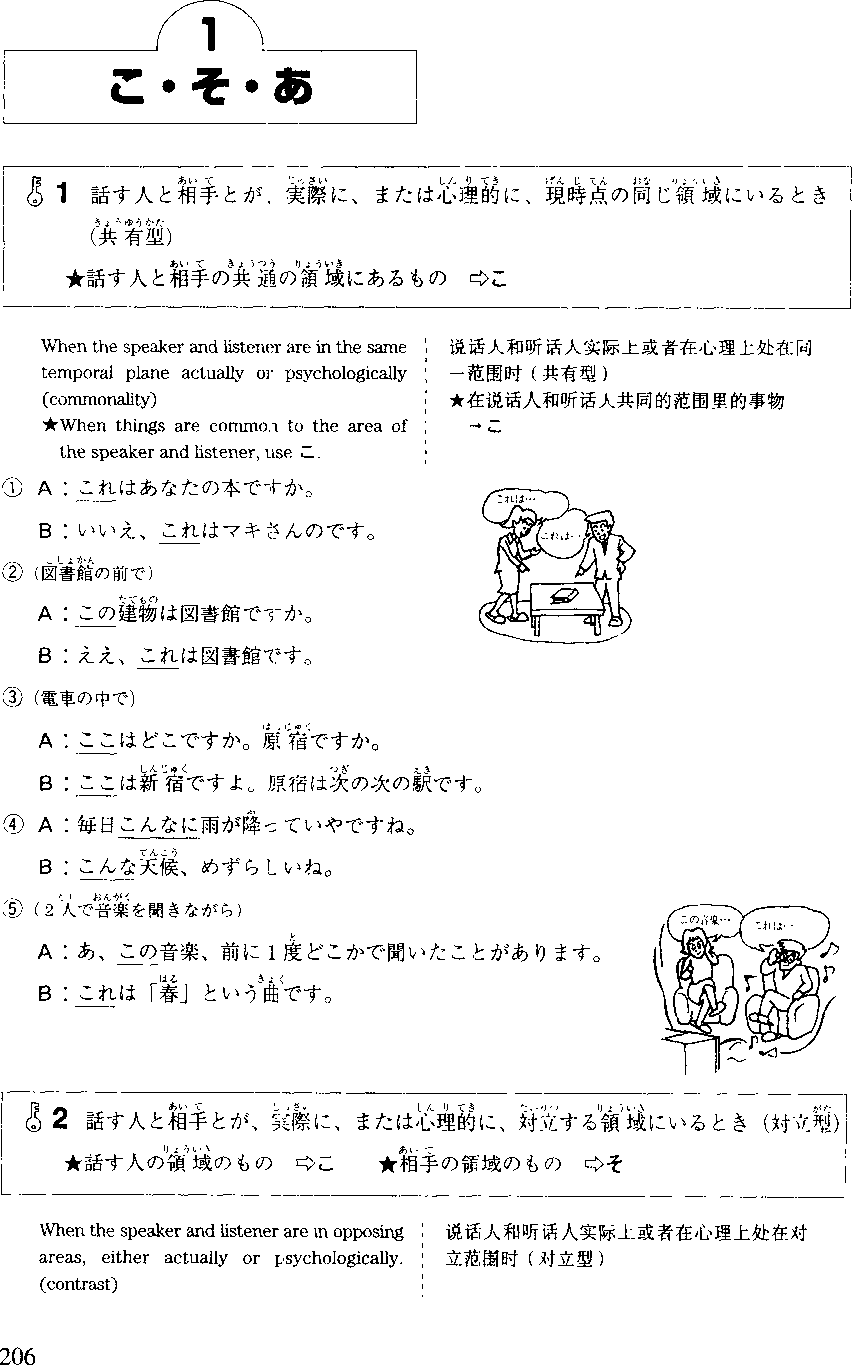 1
こ・そ・あ
1 話す人と相手とが、実際に、または心理的に、現時点の同じ領域にいるとき
(共有型)
★話す人と相手の共通の領域にあるもの ⇨こ
When the speaker and listener are in the same
temporal plane actually or psychologically
(commonality)
★When things are common to the area of
the speaker and listener, use こ.
说话人和听话人实际上或者在心理上处在同
一范围时(共有型)
★在说话人和听话人共同的范围里的事物
→こ
① A:これはあなたの本ですか。
B:いいえ、これはマキさんのです。
これは…
これは…
②(図書館の前で)
A:この建物は図書館ですか。
B:ええ、これは図書館です。
③(電車の中で)
A:ここはどこですか。原宿ですか。
B:ここは新宿ですよ。原宿は次の次の駅です。
④ A:毎日こんなに雨が降っていやですね。
B:こんな天候、めずらしいね。
⑤(2人で音楽を聞きながら)
A:あ、この音楽、前に1度どこかで聞いたことがあります。
B:これは「春」という曲です。
この音楽…
これは…
2 話す人と相手とが、実際に、または心理的に、対立する領域にいるとき(対立型)
★話す人の領域のもの ⇨こ ★相手の領域のもの ⇨そ
When the speaker and listener are in opposing
areas, either actually or psychologically.
(contrast)
说话人和听话人实际上或者在心理上处在对
立范围时(对立型)
206